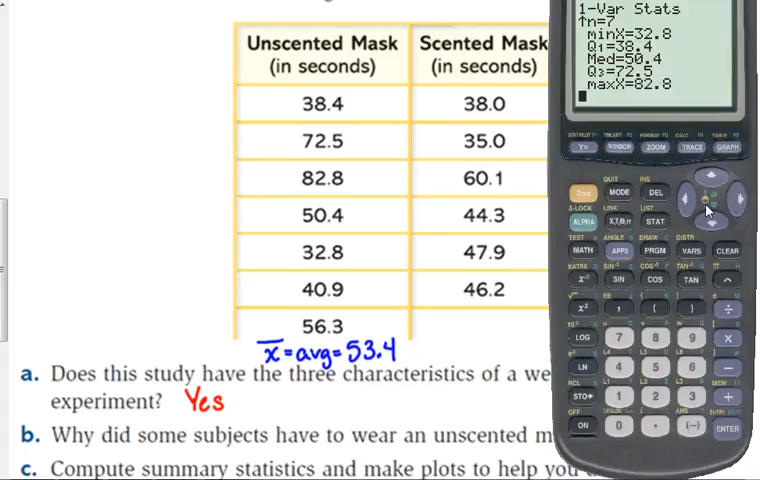 Unscented Mask Scented Mask
(in seconds) (in seconds)
38.4 38.0
72.5 35.0
82.8 60.1
50.4 44.3
32.8 47.9
40.9 46.2
56.3
x̄=avg=53.4
a. Does this study have the three characteristics of a we
experiment? Yes
b. Why did some subjects have to wear an unscented m
c. Compute summary statistics and make plots to help you
1-Var Stats
↑n=7
minX=32.8
Q₁=38.4
Med=50.4
Q₃=72.5
maxX=82.8
Y= WINDOW ZOOM TRACE GRAPH
QUIT INS
2nd MODE DEL
A-LOCK LINK LIST
ALPHA X,T,θ,n STAT
TEST A ANGLE B DRAW C DISTR
MATH APPS PRGM VARS CLEAR
MATRX D SIN⁻¹ E COS⁻¹ F TAN⁻¹ G π H
x⁻¹ SIN COS TAN ^
x² , ( ) ÷
LOG 7 8 9 ×
LN 4 5 6 −
RCL
STO▸ 1 2 3 +
OFF
ON 0 . (−) ENTER